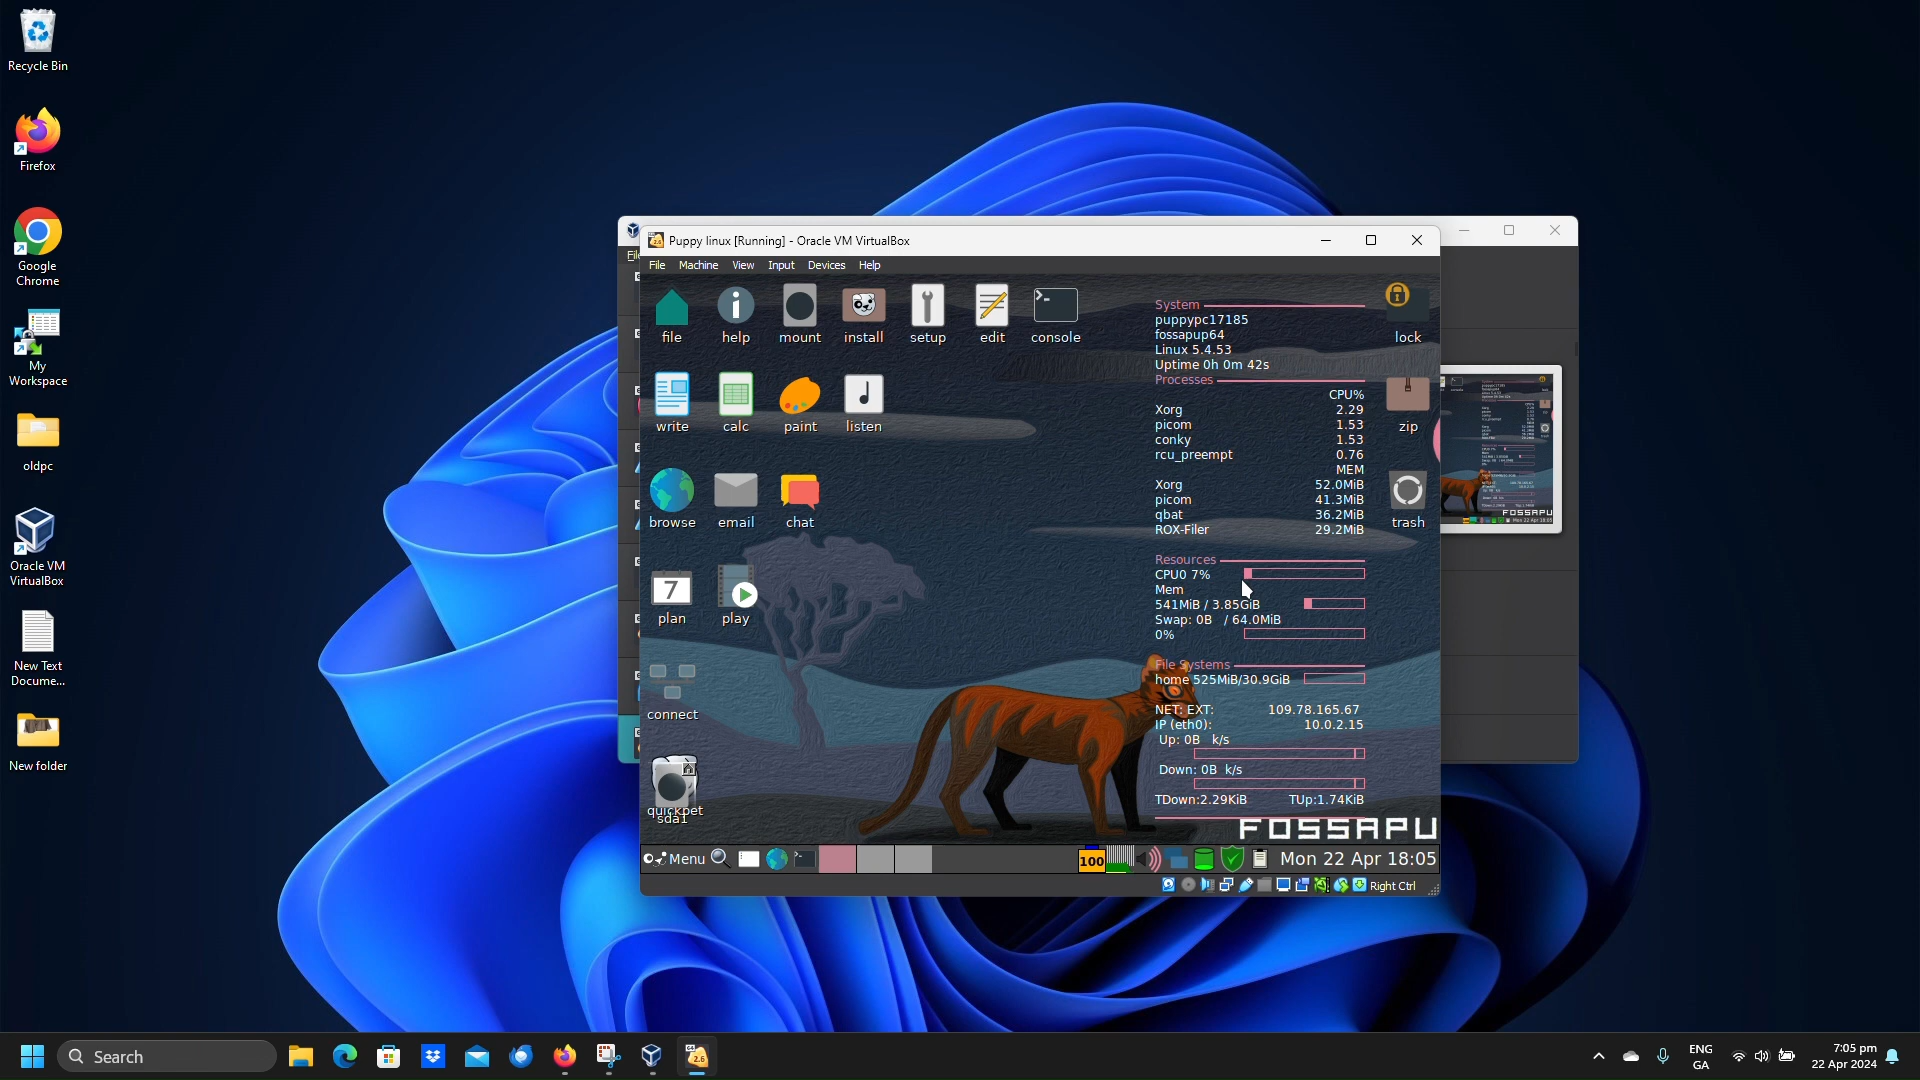 Recycle Bin
Firefox
Google
Chrome
My
Workspace
oldpc
Oracle VM
VirtualBox
New Text
Docume...
New folder
Puppy linux [Running] - Oracle VM VirtualBox
File Machine View Input Devices Help
file help mount install setup edit console
write calc paint listen
browse email chat
plan play
connect
quickpet
sda1
lock
zip
trash
System
puppypc17185
fossapup64
Linux 5.4.53
Uptime 0h 0m 42s
Processes
CPU%
Xorg 2.29
picom 1.53
conky 1.53
rcu_preempt 0.76
MEM
Xorg 52.0MiB
picom 41.3MiB
qbat 36.2MiB
ROX-Filer 29.2MiB
Resources
CPU0 7%
Mem
541MiB / 3.85GiB
Swap: 0B / 64.0MiB
0%
File Systems
home 525MiB/30.9GiB
NET: EXT: 109.78.165.67
IP (eth0): 10.0.2.15
Up: 0B k/s
Down: 0B k/s
TDown:2.29KiB TUp:1.74KiB
FOSSAPU
Menu 100 Mon 22 Apr 18:05
Right Ctrl
Search
ENG
GA
7:05 pm
22 Apr 2024